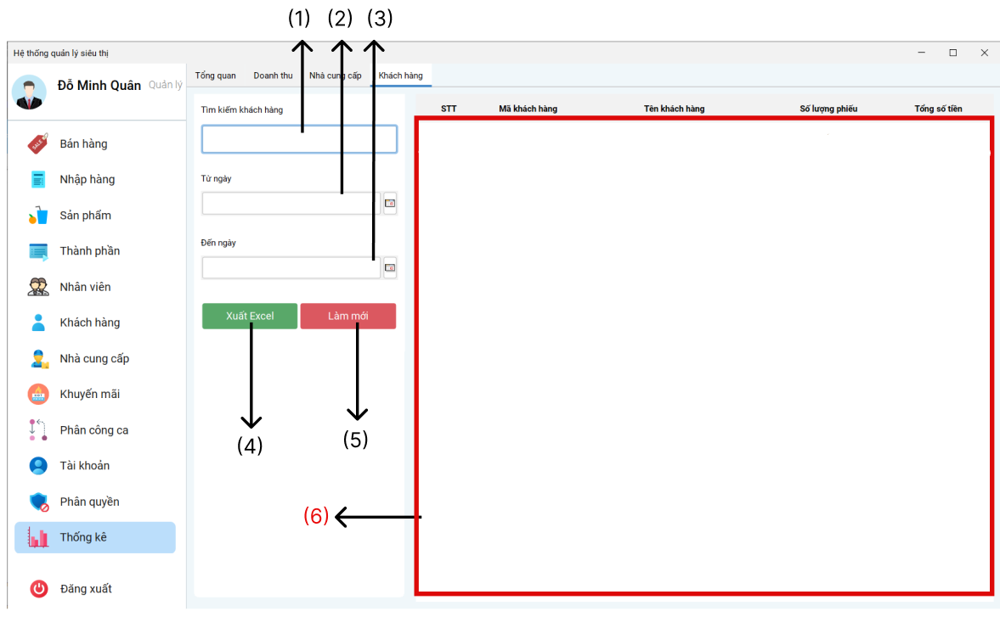 (1) (2) (3)
Hệ thống quản lý siêu thị
Đỗ Minh Quân Quản lý
Tổng quan Doanh thu Nhà cung cấp Khách hàng
Tìm kiếm khách hàng
STT Mã khách hàng Tên khách hàng Số lượng phiếu Tổng số tiền
SALE
Bán hàng
Nhập hàng
Từ ngày
Sản phẩm
Đến ngày
Thành phần
Nhân viên
Xuất Excel Làm mới
Khách hàng
Nhà cung cấp
Khuyến mãi
Phân công ca
(4) (5)
Tài khoản
Phân quyền
(6)
Thống kê
Đăng xuất